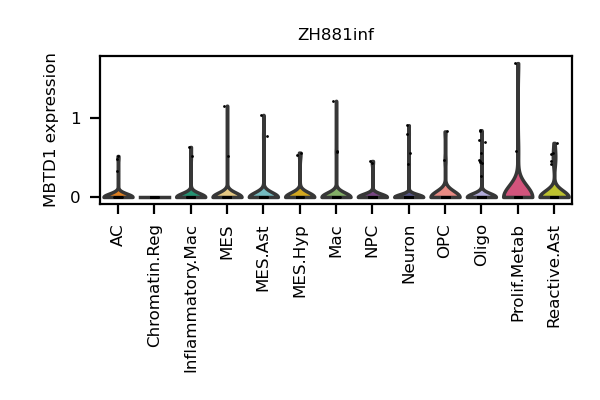 ZH881inf
MBTD1 expression
1
0
AC
Chromatin.Reg
Inflammatory.Mac
MES
MES.Ast
MES.Hyp
Mac
NPC
Neuron
OPC
Oligo
Prolif.Metab
Reactive.Ast